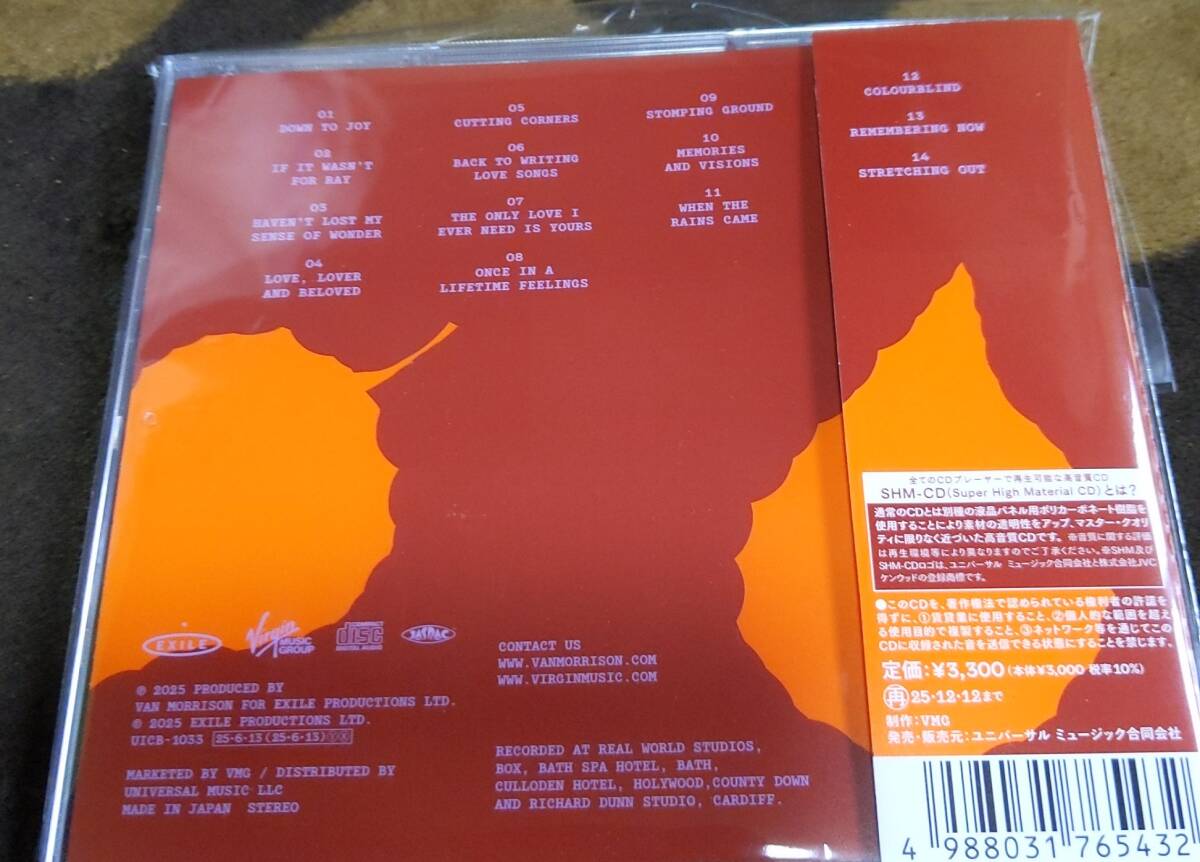 01
DOWN TO JOY
02
IF IT WASN'T
FOR RAY
03
HAVEN'T LOST MY
SENSE OF WONDER
04
LOVE, LOVER
AND BELOVED
05
CUTTING CORNERS
06
BACK TO WRITING
LOVE SONGS
07
THE ONLY LOVE I
EVER NEED IS YOURS
08
ONCE IN A
LIFETIME FEELINGS
09
STOMPING GROUND
10
MEMORIES
AND VISIONS
11
WHEN THE
RAINS CAME
12
COLOURBLIND
13
REMEMBERING NOW
14
STRETCHING OUT
EXILE
Virgin
MUSIC
GROUP
COMPACT
disc
DIGITAL AUDIO
JASRAC
℗ 2025 PRODUCED BY
VAN MORRISON FOR EXILE PRODUCTIONS LTD.
© 2025 EXILE PRODUCTIONS LTD.
UICB-1033 25·6·13 (25·6·13) Ⓨ Ⓧ
MARKETED BY VMG / DISTRIBUTED BY
UNIVERSAL MUSIC LLC
MADE IN JAPAN STEREO
CONTACT US
WWW.VANMORRISON.COM
WWW.VIRGINMUSIC.COM
RECORDED AT REAL WORLD STUDIOS,
BOX, BATH SPA HOTEL, BATH,
CULLODEN HOTEL, HOLYWOOD,COUNTY DOWN
AND RICHARD DUNN STUDIO, CARDIFF.
全てのCDプレーヤーで再生可能な高音質CD
SHM-CD(Super High Material CD)とは?
通常のCDとは別種の液晶パネル用ポリカーボネート樹脂を
使用することにより素材の透明性をアップ、マスター・クオリ
ティに限りなく近づいた高音質CDです。※音質に関する評価
は再生環境等により異なりますのでご了承ください。※SHM及び
SHM-CDロゴは、ユニバーサル ミュージック合同会社と株式会社JVC
ケンウッドの登録商標です。
●このCDを、著作権法で認められている権利者の許諾を
得ずに、①賃貸業に使用すること、②個人的な範囲を超え
る使用目的で複製すること、③ネットワーク等を通じてこの
CDに収録された音を送信できる状態にすることを禁じます。
定価:¥3,300(本体¥3,000 税率10%)
再 25・12・12まで
制作:VMG
発売・販売元:ユニバーサル ミュージック合同会社
4 988031 765432